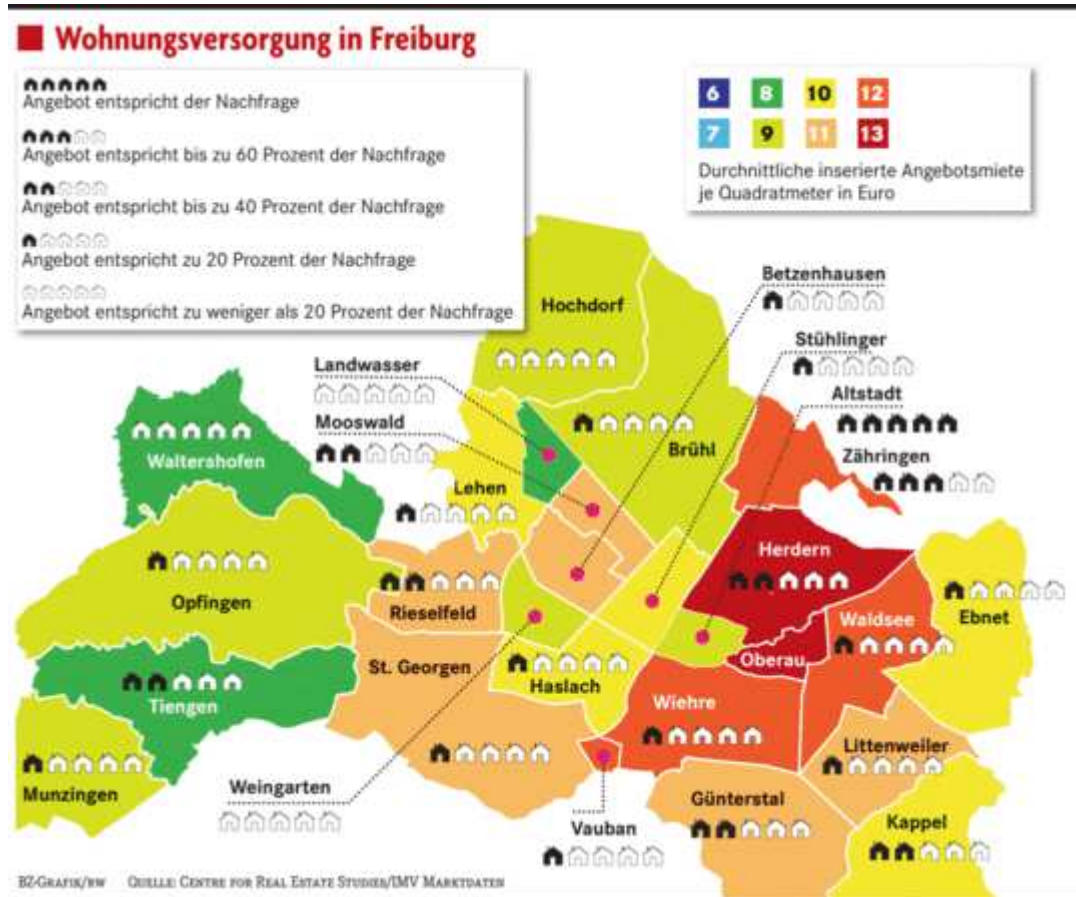 Wohnungsversorgung in Freiburg
Angebot entspricht der Nachfrage
Angebot entspricht bis zu 60 Prozent der Nachfrage
Angebot entspricht bis zu 40 Prozent der Nachfrage
Angebot entspricht zu 20 Prozent der Nachfrage
Angebot entspricht zu weniger als 20 Prozent der Nachfrage
6 8 10 12
7 9 11 13
Durchnittliche inserierte Angebotsmiete
je Quadratmeter in Euro
Betzenhausen
Hochdorf
Stühlinger
Landwasser
Altstadt
Mooswald
Brühl
Zähringen
Waltershofen
Lehen
Herdern
Opfingen
Rieselfeld
Waldsee
Ebnet
St. Georgen
Oberau
Haslach
Tiengen
Wiehre
Littenweiler
Weingarten
Munzingen
Günterstal
Vauban
Kappel
BZ-Grafik/rw Quelle: Centre for Real Estate Studies/IMV Marktdaten